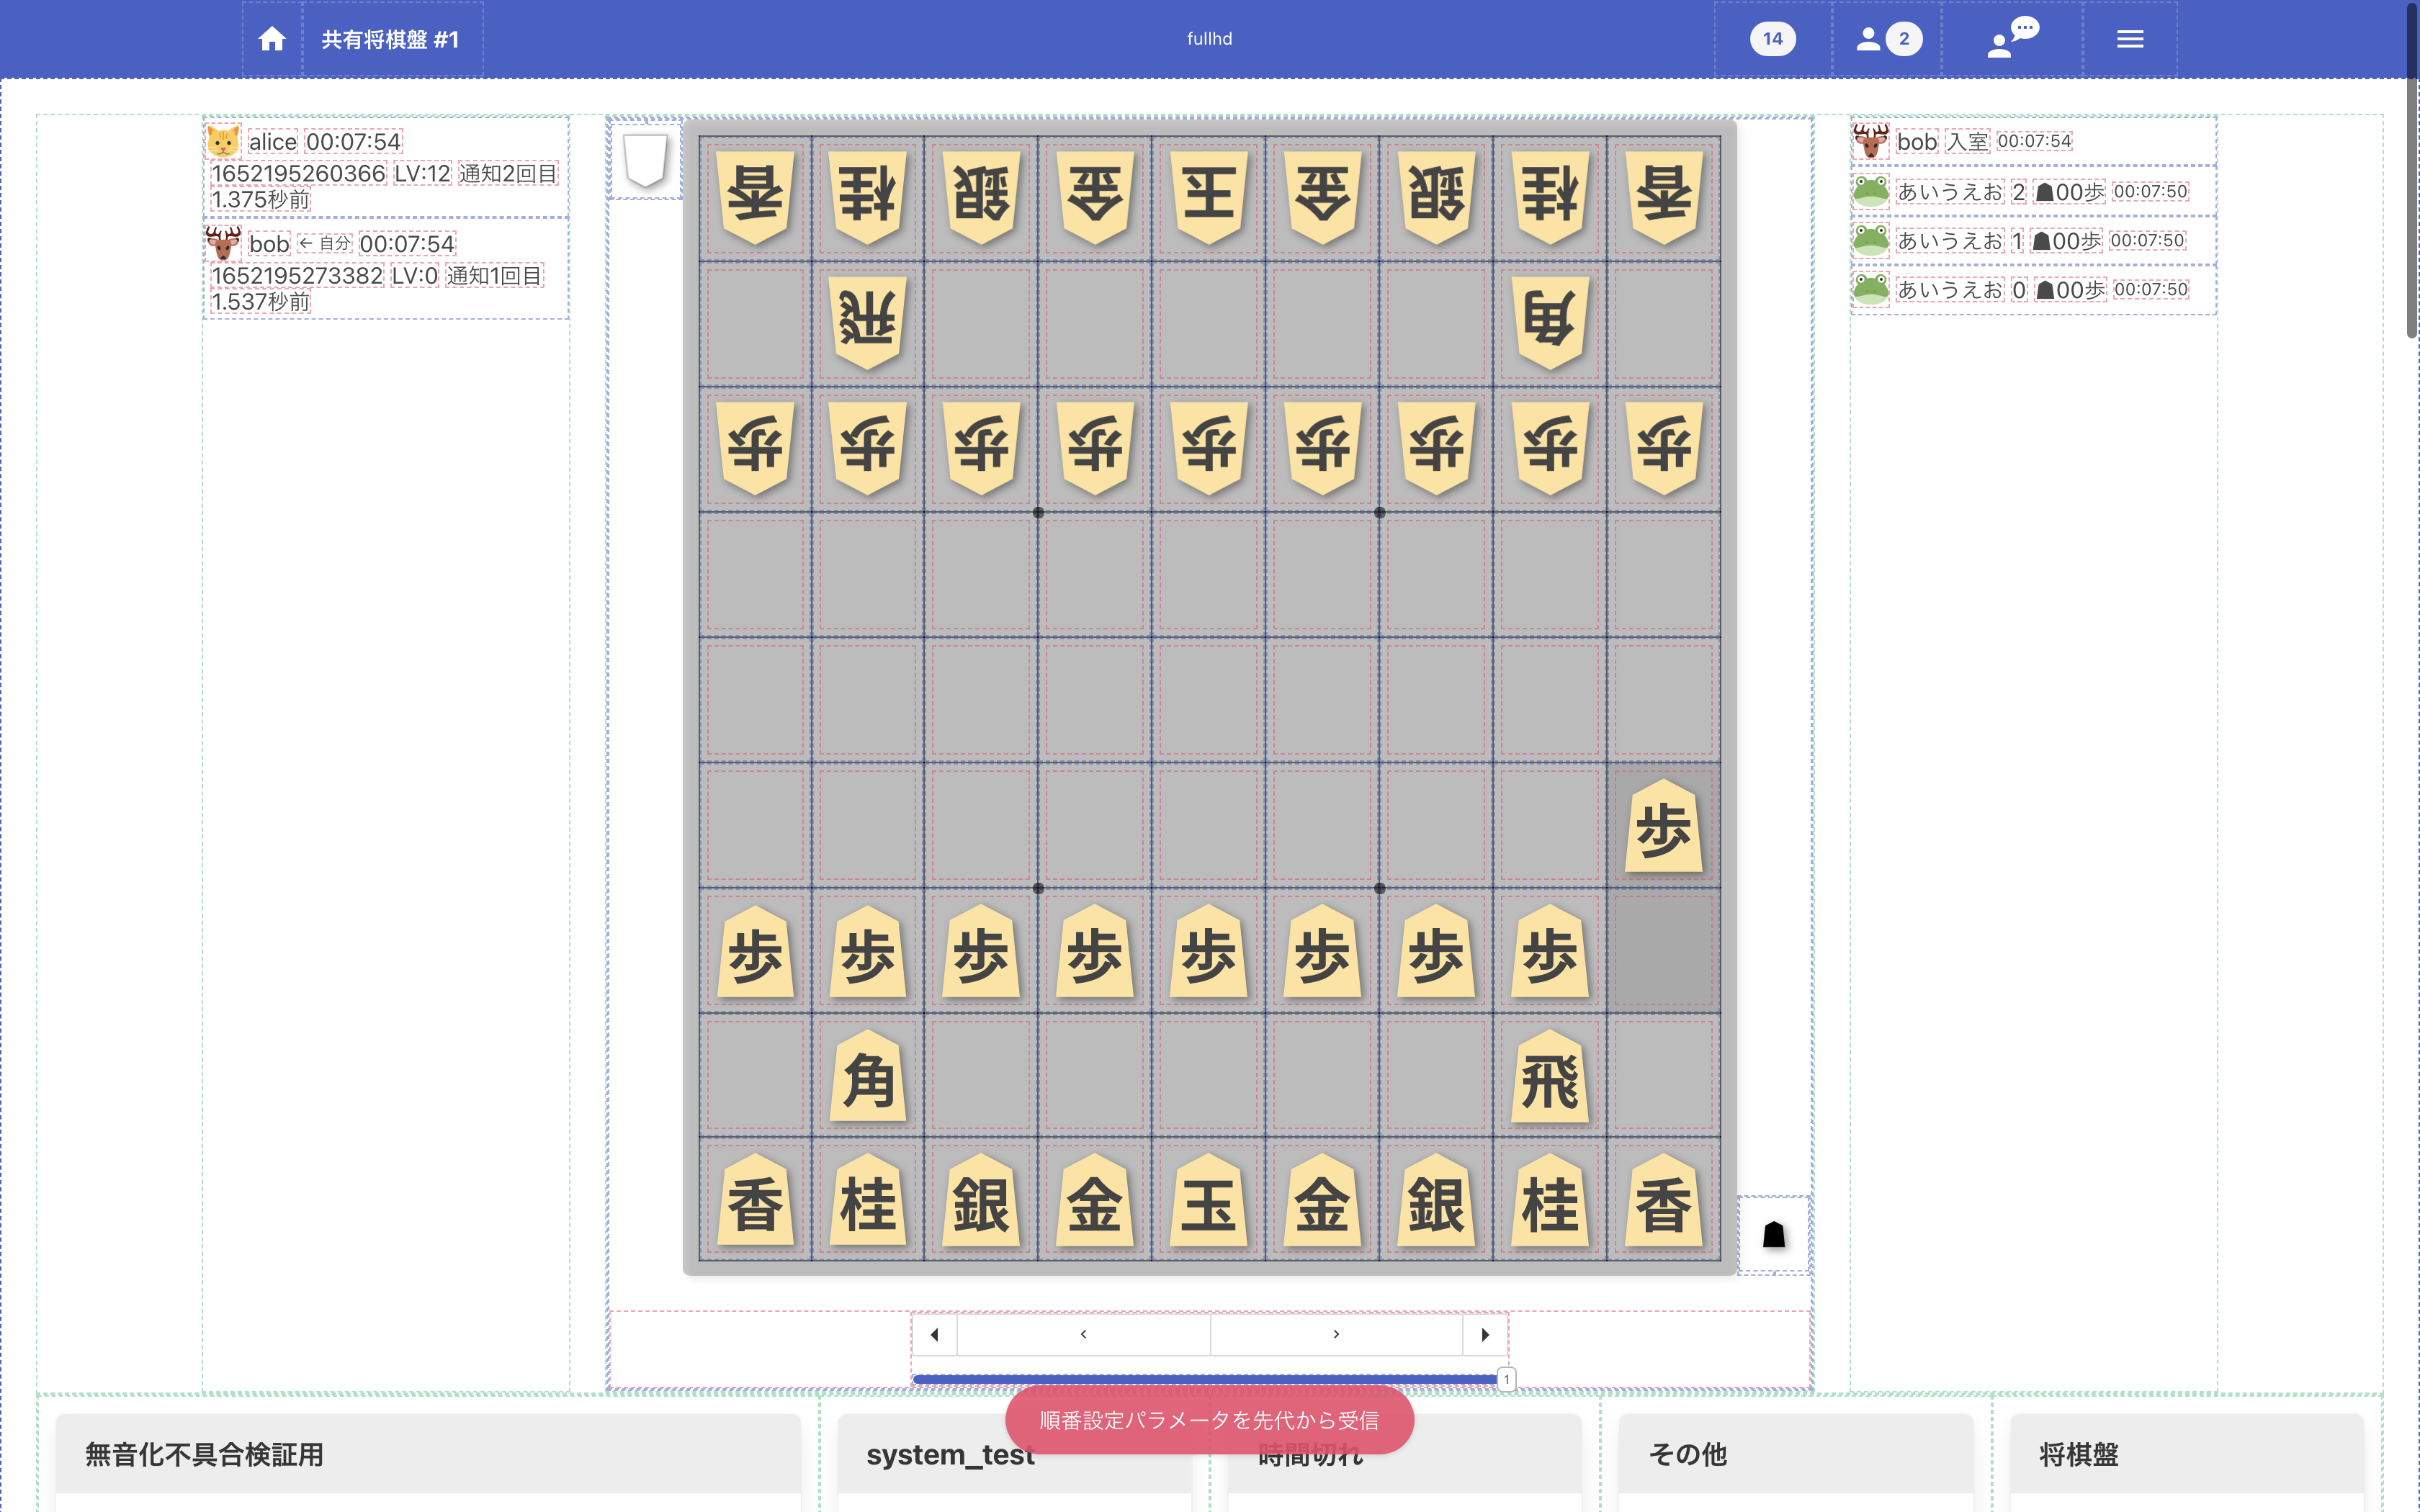 共有将棋盤 #1
fullhd
14
2
alice 00:07:54
1652195260366 LV:12 通知2回目
1.375秒前
bob ← 自分 00:07:54
1652195273382 LV:0 通知1回目
1.537秒前
香 桂 銀 金 玉 金 銀 桂 香
飛 角
歩 歩 歩 歩 歩 歩 歩 歩 歩
歩
歩 歩 歩 歩 歩 歩 歩 歩
角 飛
香 桂 銀 金 玉 金 銀 桂 香
1
bob 入室 00:07:54
あいうえお 2 ☗00歩 00:07:50
あいうえお 1 ☗00歩 00:07:50
あいうえお 0 ☗00歩 00:07:50
順番設定パラメータを先代から受信
無音化不具合検証用
system_test
時間切れ
その他
将棋盤